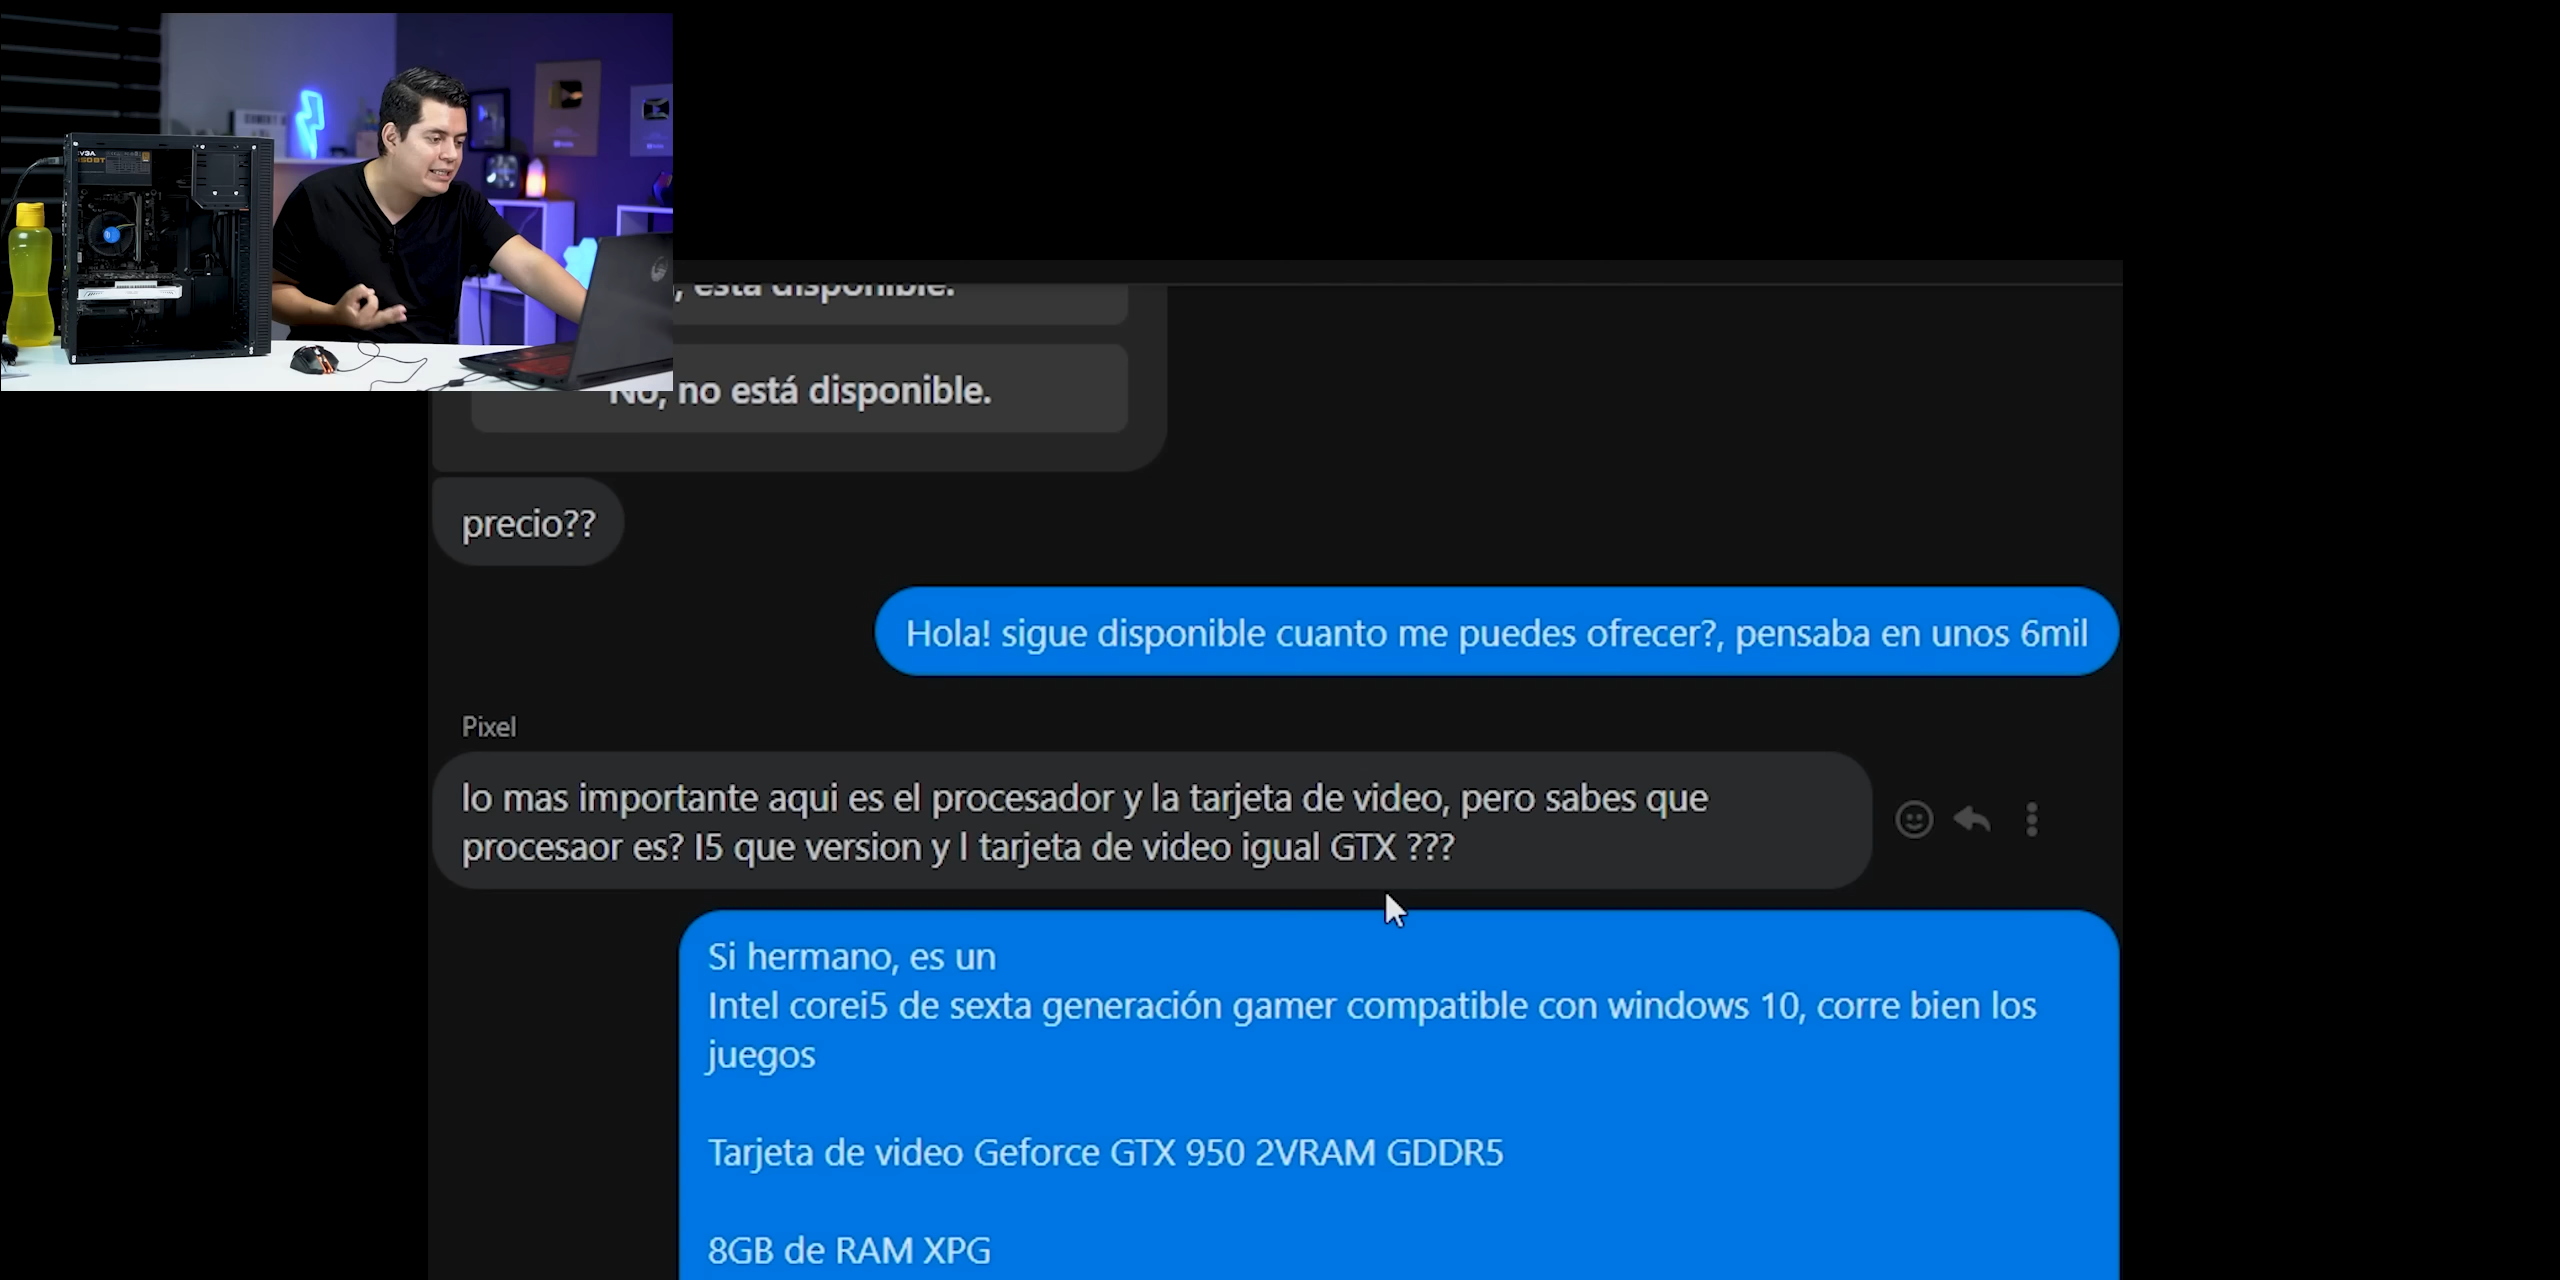 está disponible.
No, no está disponible.
precio??
Hola! sigue disponible cuanto me puedes ofrecer?, pensaba en unos 6mil
Pixel
lo mas importante aqui es el procesador y la tarjeta de video, pero sabes que
procesaor es? I5 que version y l tarjeta de video igual GTX ???
Si hermano, es un
Intel corei5 de sexta generación gamer compatible con windows 10, corre bien los
juegos
Tarjeta de video Geforce GTX 950 2VRAM GDDR5
8GB de RAM XPG